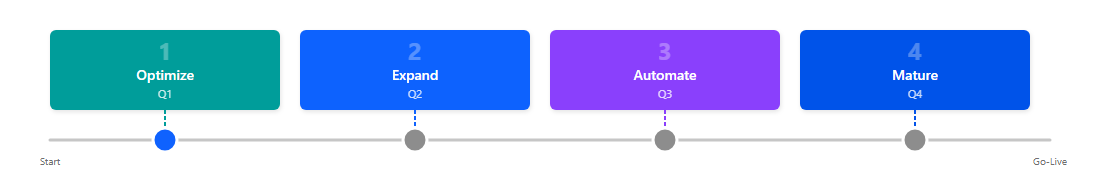 1
Optimize
Q1
2
Expand
Q2
3
Automate
Q3
4
Mature
Q4
Start
Go-Live